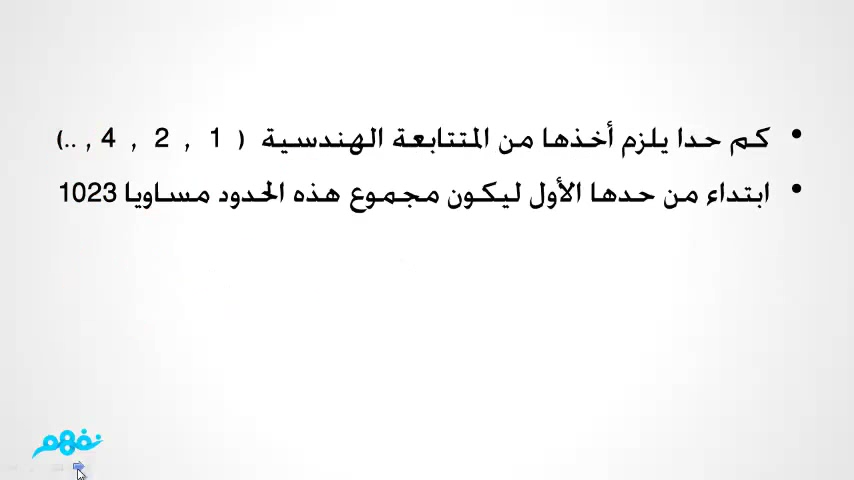 • كم حدا يلزم أخذها من المتتابعة الهندسية ( 1 , 2 , 4 , ..)
• ابتداء من حدها الأول ليكون مجموع هذه الحدود مساويا 1023
نفهم